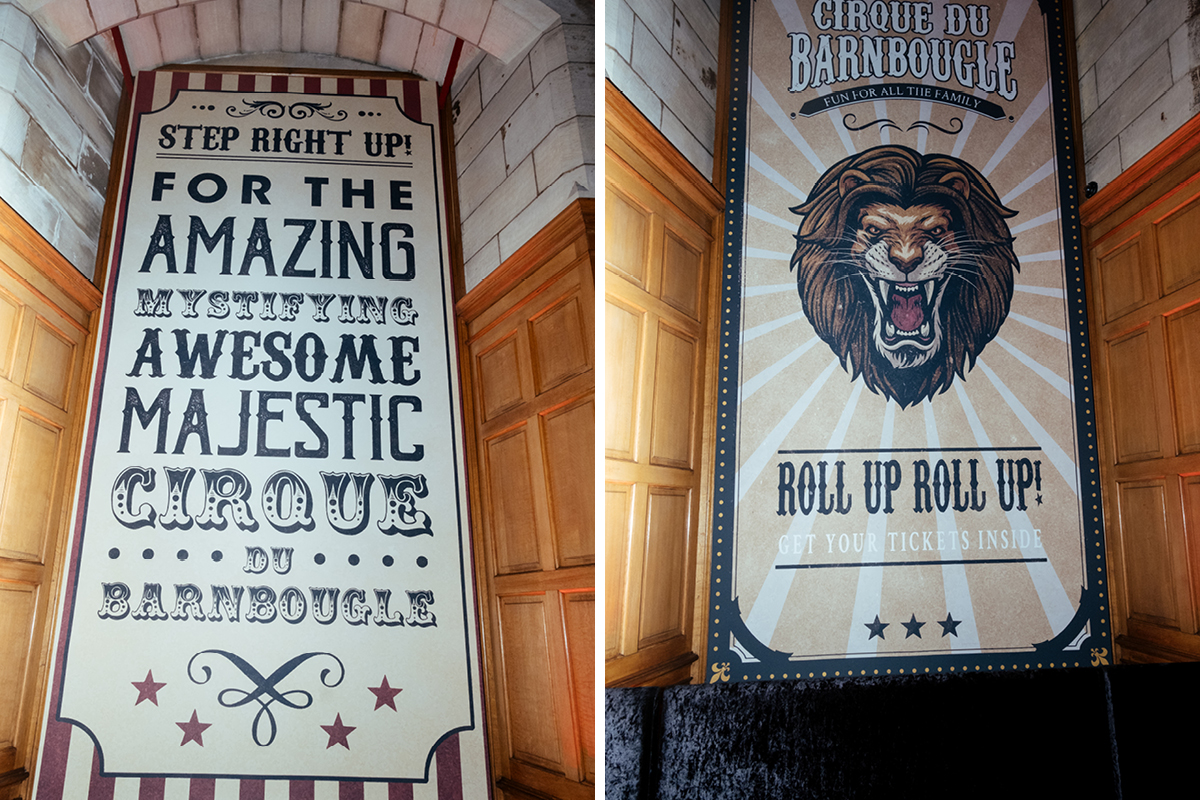 STEP RIGHT UP!
FOR THE
AMAZING
MYSTIFYING
AWESOME
MAJESTIC
CIRQUE
DU
BARNBOUGLE
CIRQUE DU
BARNBOUGLE
FUN FOR ALL THE FAMILY
ROLL UP ROLL UP!
GET YOUR TICKETS INSIDE